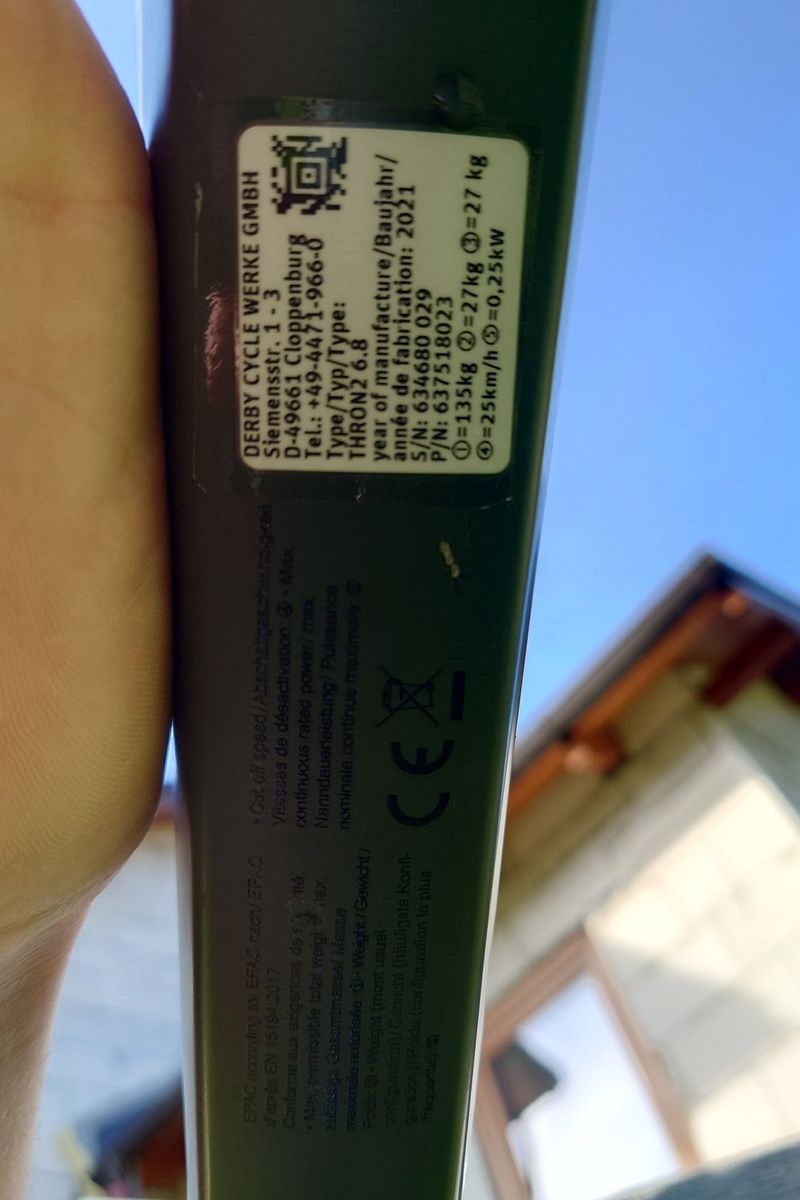 DERBY CYCLE WERKE GMBH
Siemensstr. 1 - 3
D-49661 Cloppenburg
Tel.: +49-4471-966-0
Type/Typ/Type:
THRON2 6.8
year of manufacture/Baujahr/
année de fabrication: 2021
S/N: 634680 029
P/N: 637518023
①=135kg ②=27kg ③=27 kg
④=25km/h ⑤=0,25kW
EPAC according to/ EPAC nach/ EPAC
d'après EN 15194:2017
Conforme aux exigences de
• Max. permissible total weight/ max.
zulässige Gesamtmasse/ Masse
maximale autorisée: ① • Weight / Gewicht /
Poids: ② • Weight (most usual
configuration)/ Gewicht (häufigste Konfi-
guration)/ Poids (configuration la plus
fréquente): ③
• Cut off speed/ Abschaltgeschwindigkeit/
Vitesses de désactivation: ④ • Max.
continuous rated power/ max.
Nenndauerleistung/ Puissance
nominale continue maximale: ⑤
CE